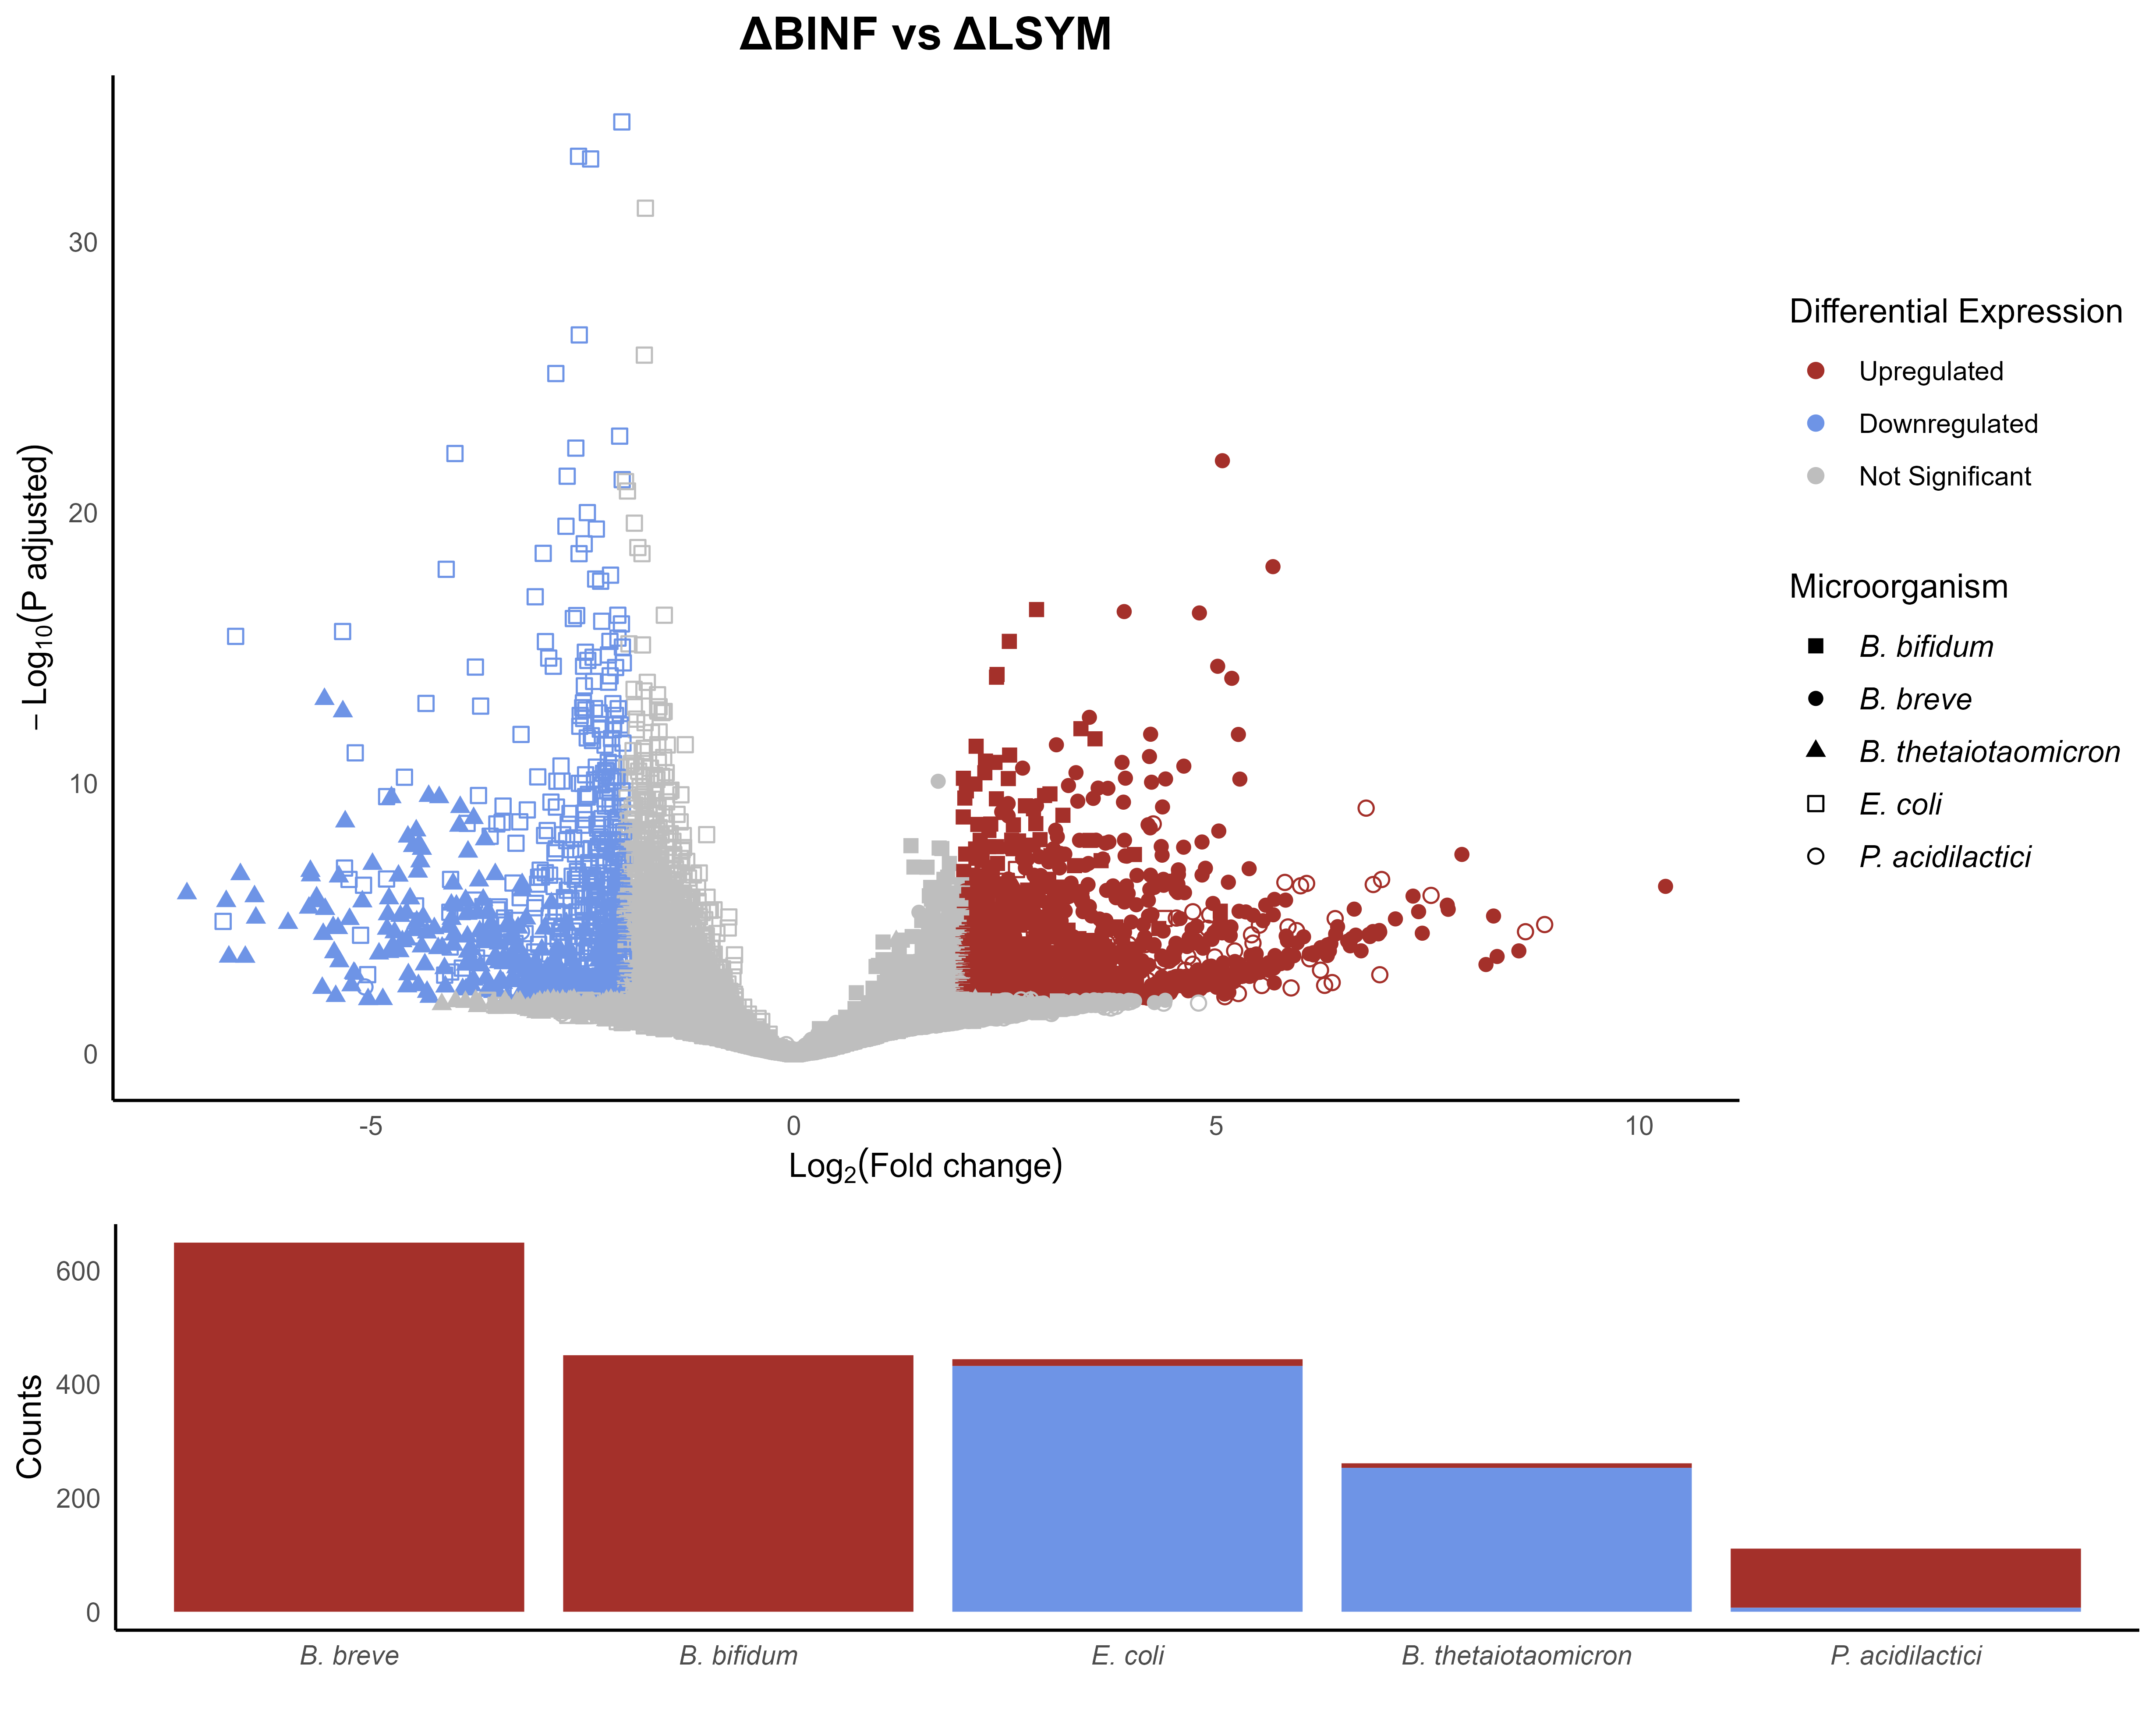 ΔBINF vs ΔLSYM
30
20
10
0
− Log10(P adjusted)
-5 0 5 10
Log2(Fold change)
Differential Expression
Upregulated
Downregulated
Not Significant
Microorganism
B. bifidum
B. breve
B. thetaiotaomicron
E. coli
P. acidilactici
600
400
200
0
Counts
B. breve B. bifidum E. coli B. thetaiotaomicron P. acidilactici